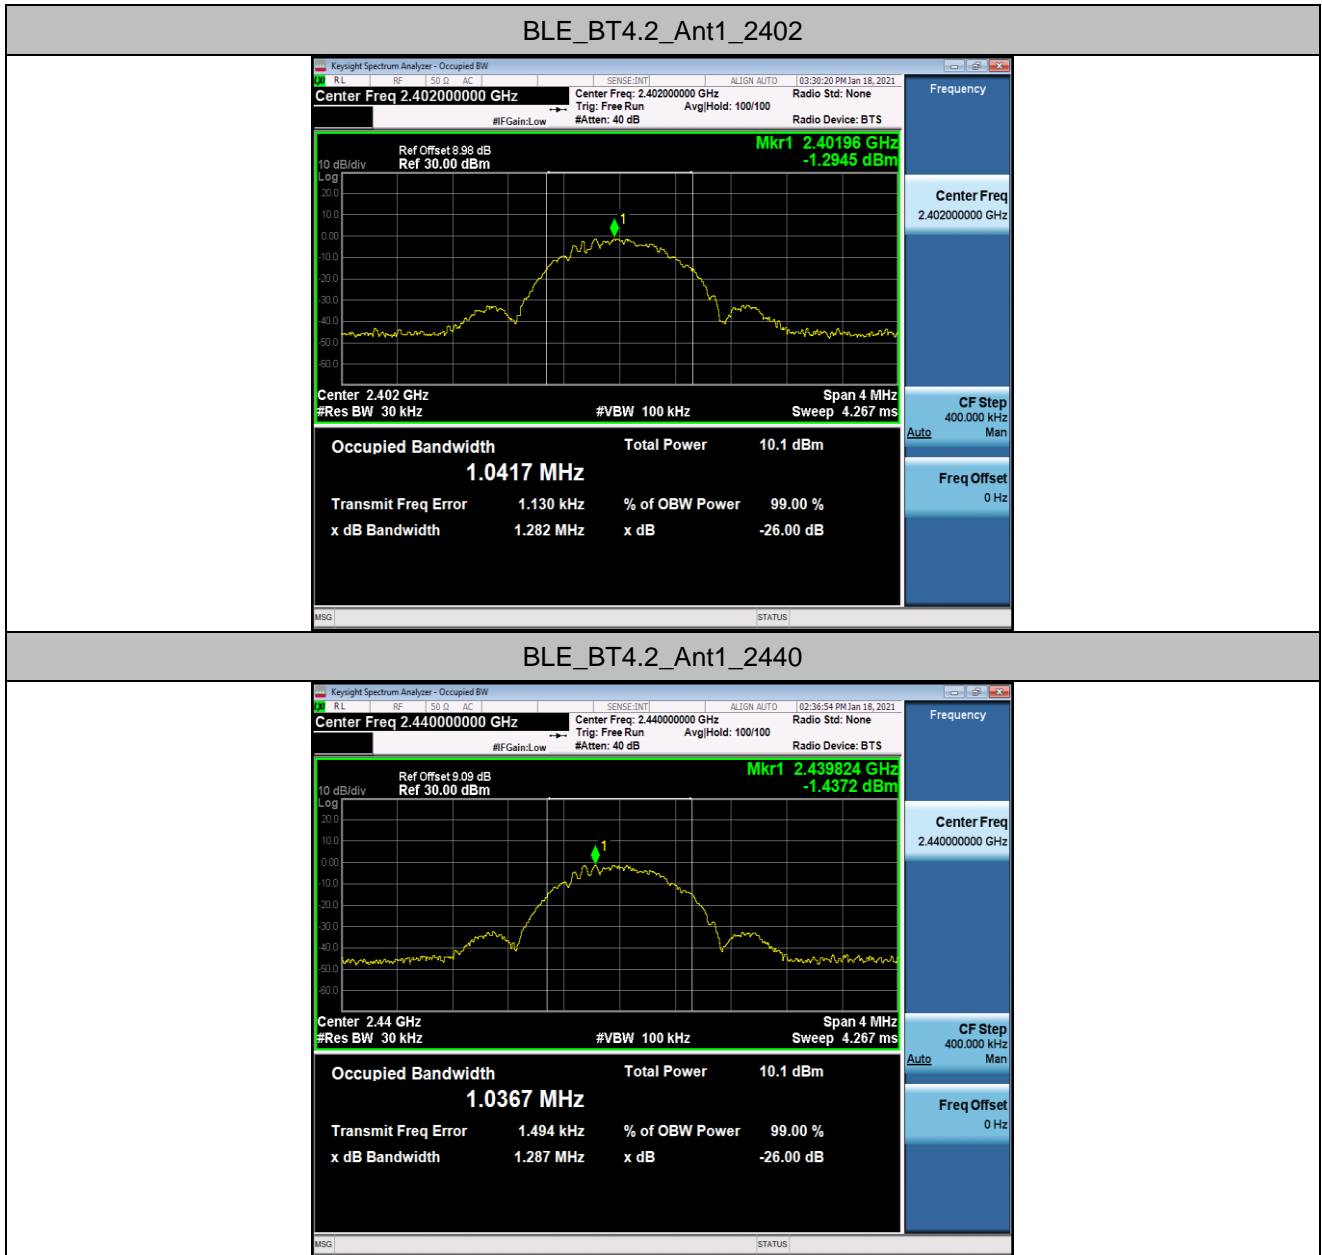 BLE_BT4.2_Ant1_2402
Keysight Spectrum Analyzer - Occupied BW
RL RF 50 Ω AC SENSE:INT ALIGN AUTO 03:30:20 PM Jan 18, 2021
Center Freq 2.402000000 GHz Center Freq: 2.402000000 GHz Radio Std: None Frequency
Trig: Free Run Avg|Hold: 100/100
#IFGain:Low #Atten: 40 dB Radio Device: BTS
Mkr1 2.40196 GHz
Ref Offset 8.98 dB -1.2945 dBm
10 dB/div Ref 30.00 dBm
Log
20.0
10.0
0.00
-10.0
-20.0
-30.0
-40.0
-50.0
-60.0
1
Center Freq
2.402000000 GHz
Center 2.402 GHz Span 4 MHz
#Res BW 30 kHz #VBW 100 kHz Sweep 4.267 ms
CF Step
400.000 kHz
Auto Man
Occupied Bandwidth Total Power 10.1 dBm
1.0417 MHz
Transmit Freq Error 1.130 kHz % of OBW Power 99.00 %
x dB Bandwidth 1.282 MHz x dB -26.00 dB
Freq Offset
0 Hz
MSG STATUS
BLE_BT4.2_Ant1_2440
Keysight Spectrum Analyzer - Occupied BW
RL RF 50 Ω AC SENSE:INT ALIGN AUTO 02:36:54 PM Jan 18, 2021
Center Freq 2.440000000 GHz Center Freq: 2.440000000 GHz Radio Std: None Frequency
Trig: Free Run Avg|Hold: 100/100
#IFGain:Low #Atten: 40 dB Radio Device: BTS
Mkr1 2.439824 GHz
Ref Offset 9.09 dB -1.4372 dBm
10 dB/div Ref 30.00 dBm
Log
20.0
10.0
0.00
-10.0
-20.0
-30.0
-40.0
-50.0
-60.0
1
Center Freq
2.440000000 GHz
Center 2.44 GHz Span 4 MHz
#Res BW 30 kHz #VBW 100 kHz Sweep 4.267 ms
CF Step
400.000 kHz
Auto Man
Occupied Bandwidth Total Power 10.1 dBm
1.0367 MHz
Transmit Freq Error 1.494 kHz % of OBW Power 99.00 %
x dB Bandwidth 1.287 MHz x dB -26.00 dB
Freq Offset
0 Hz
MSG STATUS